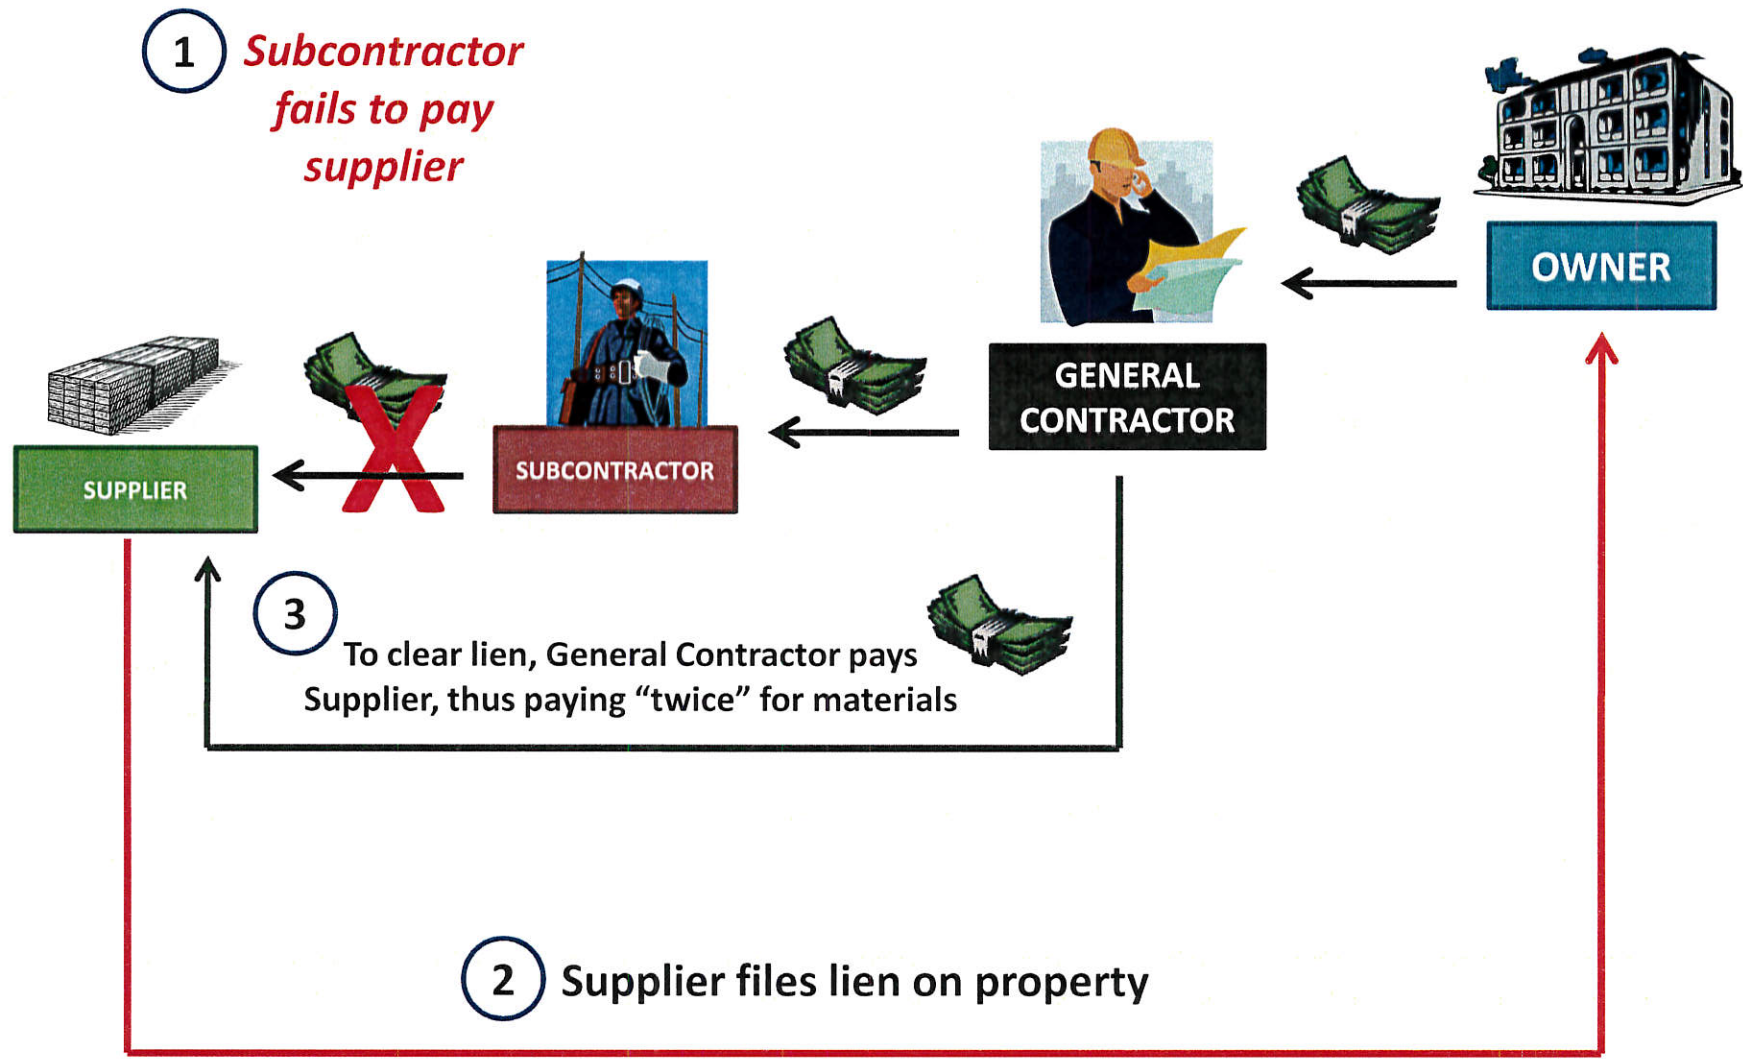 1
Subcontractor
fails to pay
supplier
OWNER
GENERAL
CONTRACTOR
SUBCONTRACTOR
SUPPLIER
3
To clear lien, General Contractor pays
Supplier, thus paying “twice” for materials
2
Supplier files lien on property